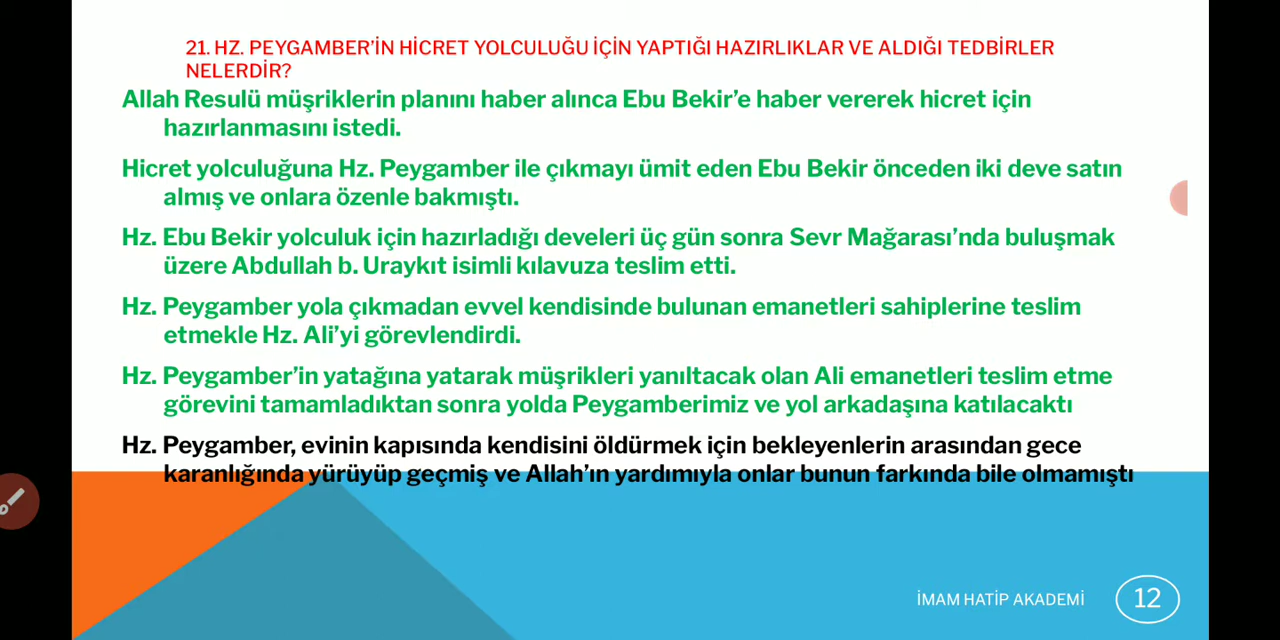 21. HZ. PEYGAMBER’İN HİCRET YOLCULUĞU İÇİN YAPTIĞI HAZIRLIKLAR VE ALDIĞI TEDBİRLER
NELERDİR?
Allah Resulü müşriklerin planını haber alınca Ebu Bekir’e haber vererek hicret için
hazırlanmasını istedi.
Hicret yolculuğuna Hz. Peygamber ile çıkmayı ümit eden Ebu Bekir önceden iki deve satın
almış ve onlara özenle bakmıştı.
Hz. Ebu Bekir yolculuk için hazırladığı develeri üç gün sonra Sevr Mağarası’nda buluşmak
üzere Abdullah b. Uraykıt isimli kılavuza teslim etti.
Hz. Peygamber yola çıkmadan evvel kendisinde bulunan emanetleri sahiplerine teslim
etmekle Hz. Ali’yi görevlendirdi.
Hz. Peygamber’in yatağına yatarak müşrikleri yanıltacak olan Ali emanetleri teslim etme
görevini tamamladıktan sonra yolda Peygamberimiz ve yol arkadaşına katılacaktı
Hz. Peygamber, evinin kapısında kendisini öldürmek için bekleyenlerin arasından gece
karanlığında yürüyüp geçmiş ve Allah’ın yardımıyla onlar bunun farkında bile olmamıştı
İMAM HATİP AKADEMİ
12